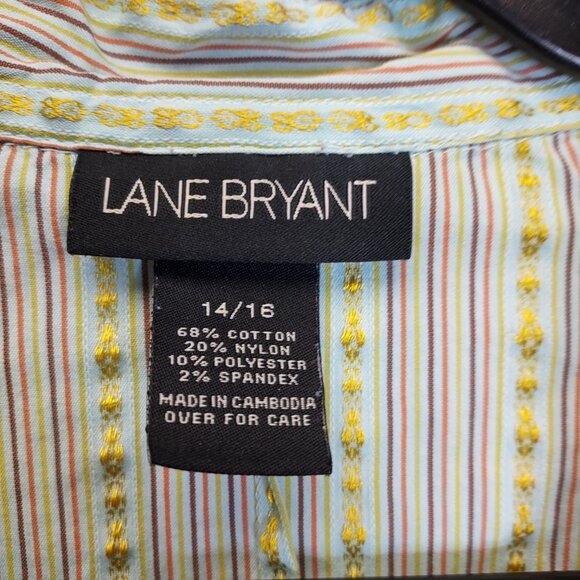 LANE BRYANT
14/16
68% COTTON
20% NYLON
10% POLYESTER
2% SPANDEX
MADE IN CAMBODIA
OVER FOR CARE